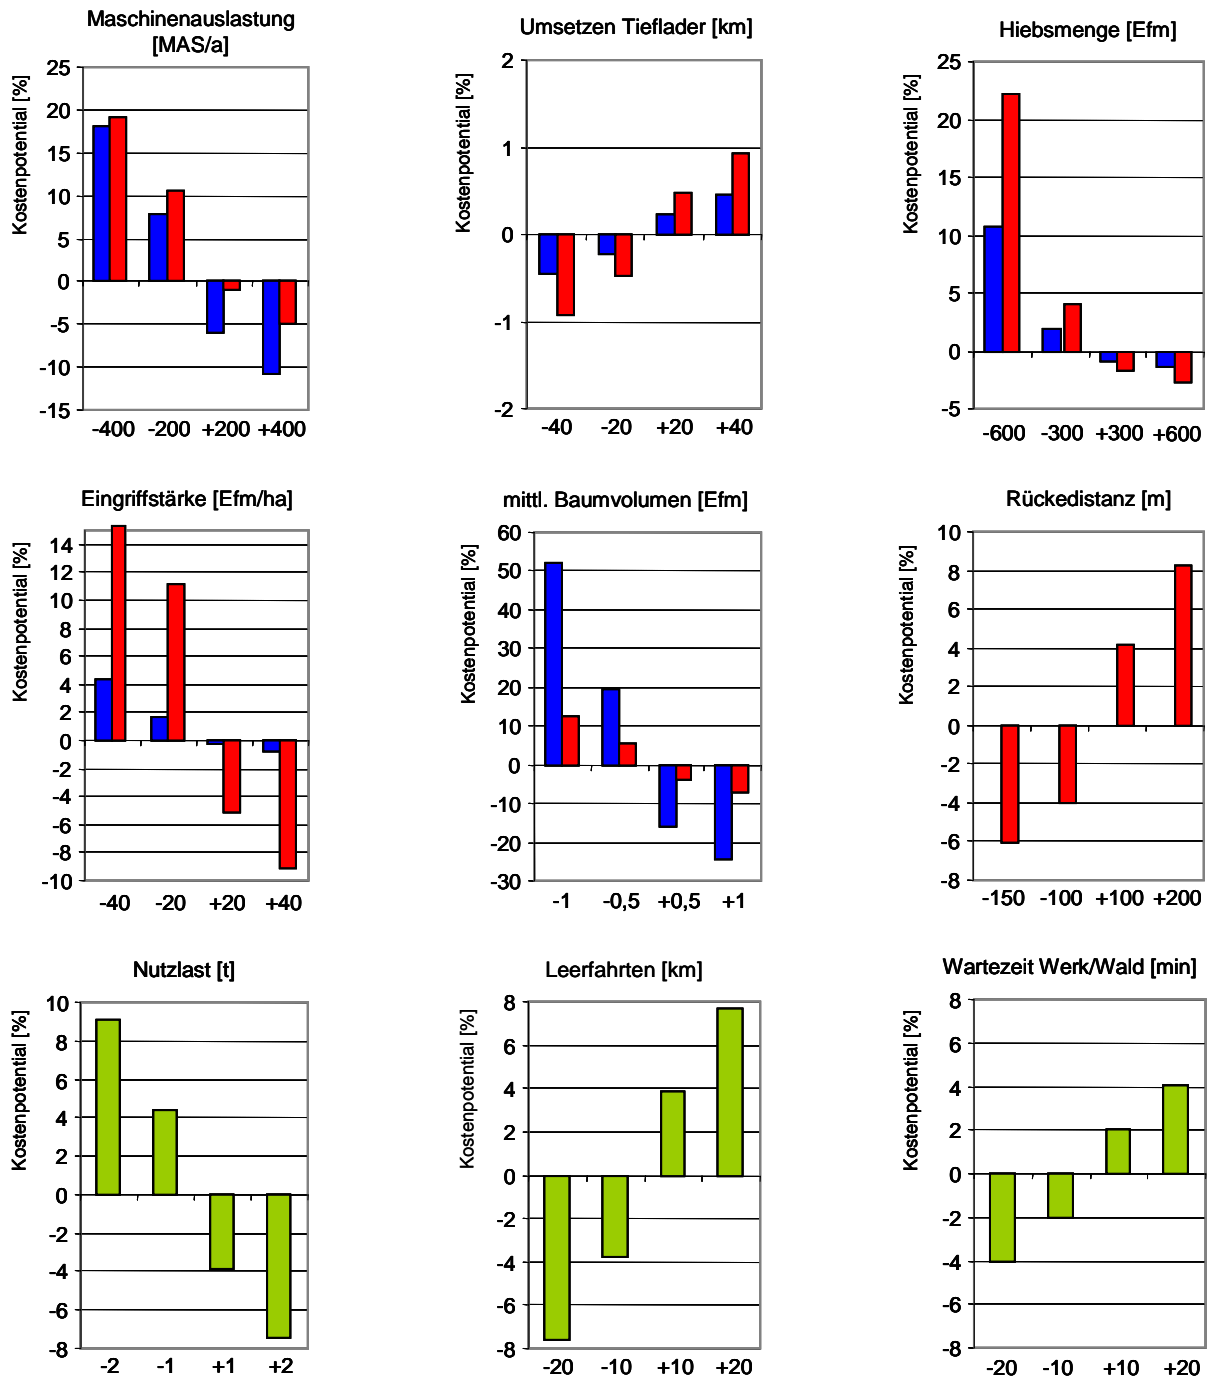 Maschinenauslastung
[MAS/a]
Kostenpotential [%]
25
20
15
10
5
0
-5
-10
-15
-400 -200 +200 +400
Umsetzen Tieflader [km]
Kostenpotential [%]
2
1
0
-1
-2
-40 -20 +20 +40
Hiebsmenge [Efm]
Kostenpotential [%]
25
20
15
10
5
0
-5
-600 -300 +300 +600
Eingriffstärke [Efm/ha]
Kostenpotential [%]
14
12
10
8
6
4
2
0
-2
-4
-6
-8
-10
-40 -20 +20 +40
mittl. Baumvolumen [Efm]
Kostenpotential [%]
60
50
40
30
20
10
0
-10
-20
-30
-1 -0,5 +0,5 +1
Rückedistanz [m]
Kostenpotential [%]
10
8
6
4
2
0
-2
-4
-6
-8
-150 -100 +100 +200
Nutzlast [t]
Kostenpotential [%]
10
8
6
4
2
0
-2
-4
-6
-8
-2 -1 +1 +2
Leerfahrten [km]
Kostenpotential [%]
8
6
4
2
0
-2
-4
-6
-8
-20 -10 +10 +20
Wartezeit Werk/Wald [min]
Kostenpotential [%]
8
6
4
2
0
-2
-4
-6
-8
-20 -10 +10 +20